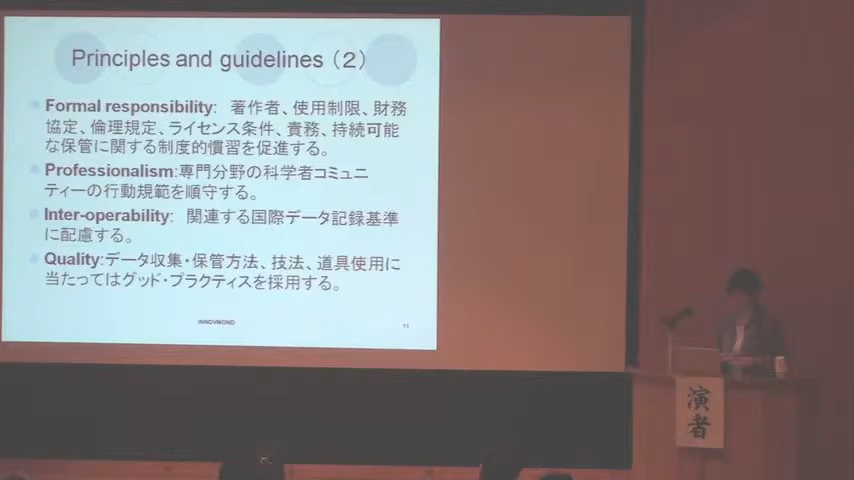 Principles and guidelines（2）
Formal responsibility: 著作者、使用制限、財務
協定、倫理規定、ライセンス条件、責務、持続可能
な保管に関する制度的慣習を促進する。
Professionalism:専門分野の科学者コミュニ
ティーの行動規範を順守する。
Inter-operability: 関連する国際データ記録基準
に配慮する。
Quality:データ収集・保管方法、技法、道具使用に
当たってはグッド・プラクティスを採用する。
INNOVMOND
11
演者